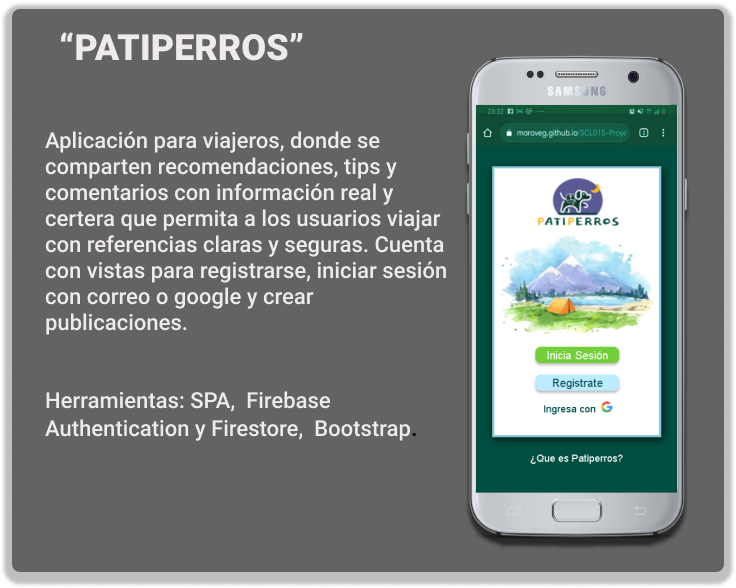 “PATIPERROS”
Aplicación para viajeros, donde se
comparten recomendaciones, tips y
comentarios con información real y
certera que permita a los usuarios viajar
con referencias claras y seguras. Cuenta
con vistas para registrarse, iniciar sesión
con correo o google y crear
publicaciones.
Herramientas: SPA, Firebase
Authentication y Firestore, Bootstrap.
SAMSUNG
23:32
maraveg.github.io/SCL015-Proye
PATIPERROS
Inicia Sesión
Registrate
Ingresa con G
¿Que es Patiperros?